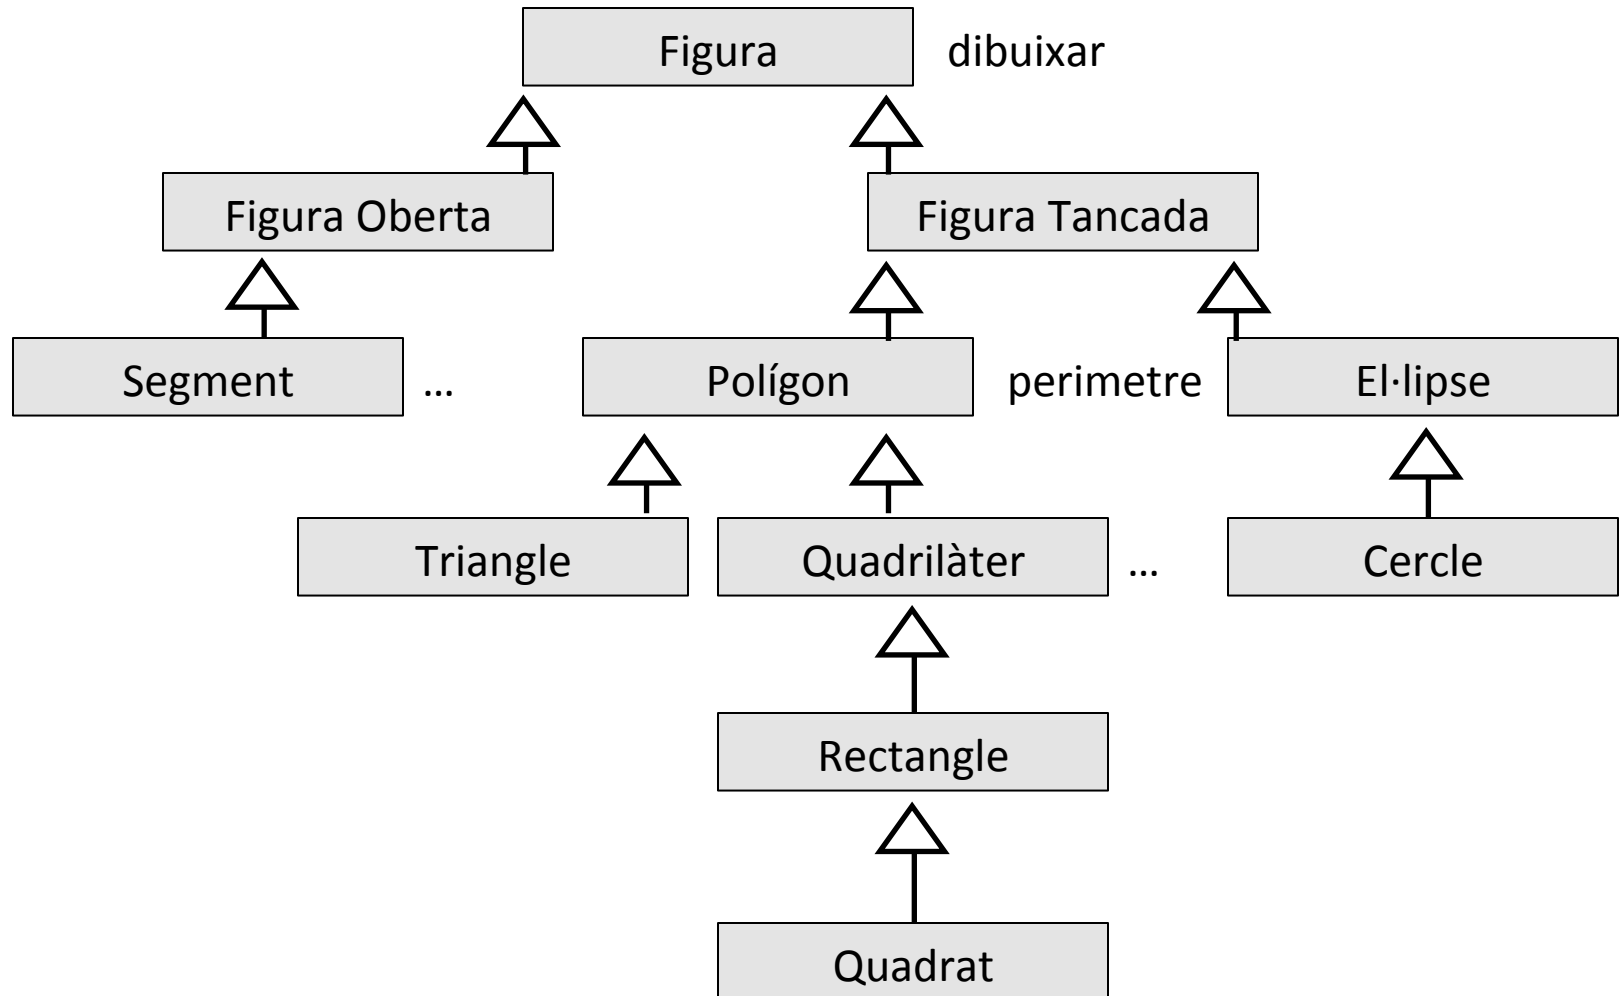 Figura dibuixar
Figura Oberta Figura Tancada
Segment ... Polígon perimetre El·lipse
Triangle Quadrilàter ... Cercle
Rectangle
Quadrat